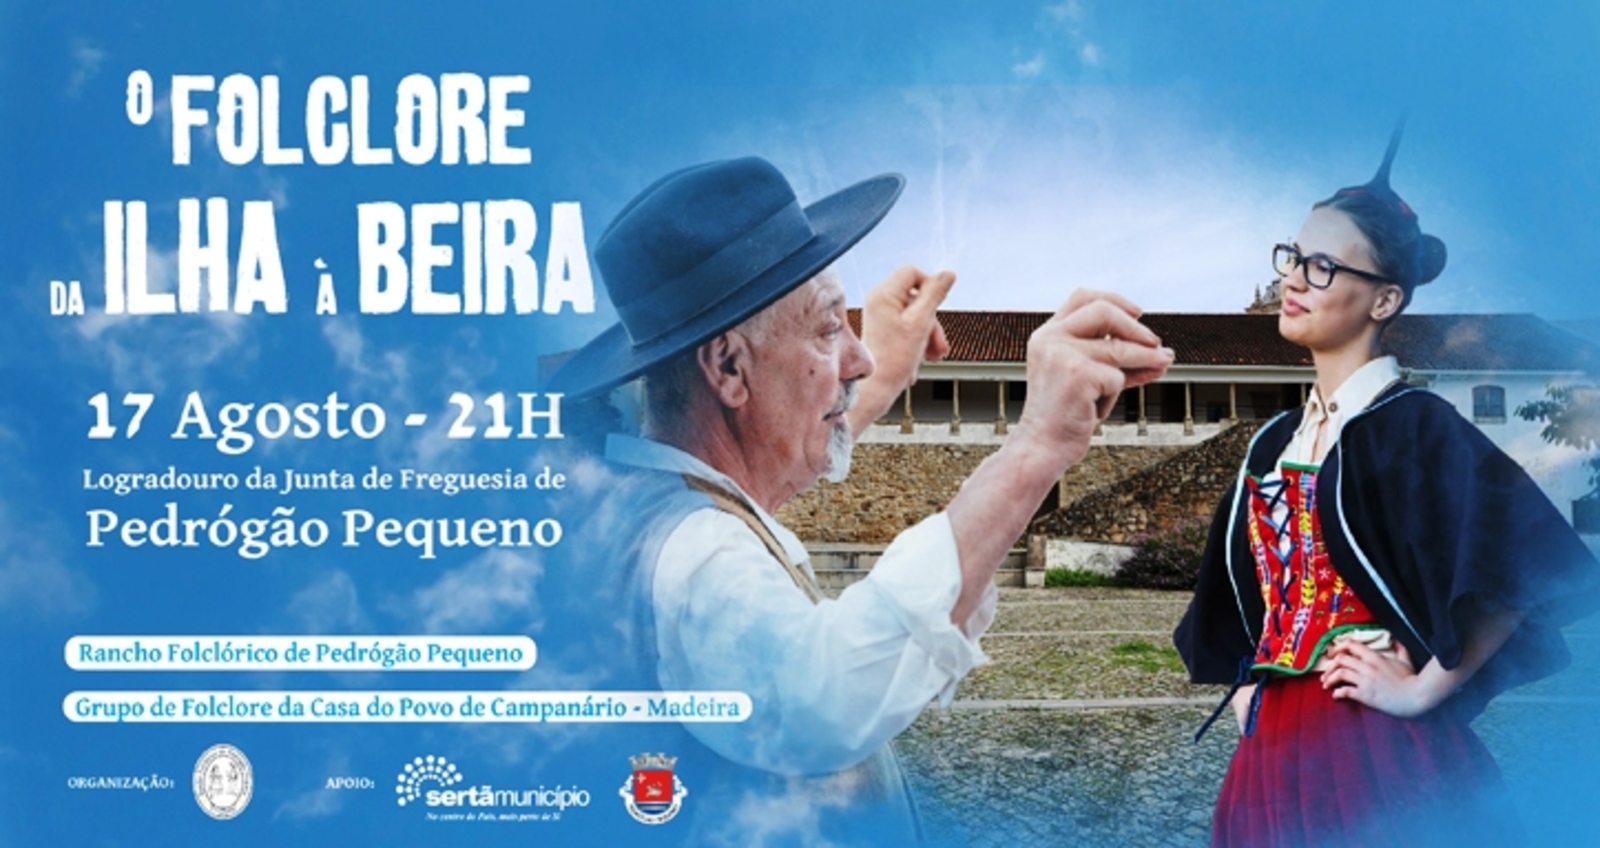 O FOLCLORE
DA ILHA À BEIRA
17 Agosto - 21H
Logradouro da Junta de Freguesia de
Pedrógão Pequeno
Rancho Folclórico de Pedrógão Pequeno
Grupo de Folclore da Casa do Povo de Campanário - Madeira
ORGANIZAÇÃO:
APOIO:
sertãmunicípio
No centro do País, mais perto de Si